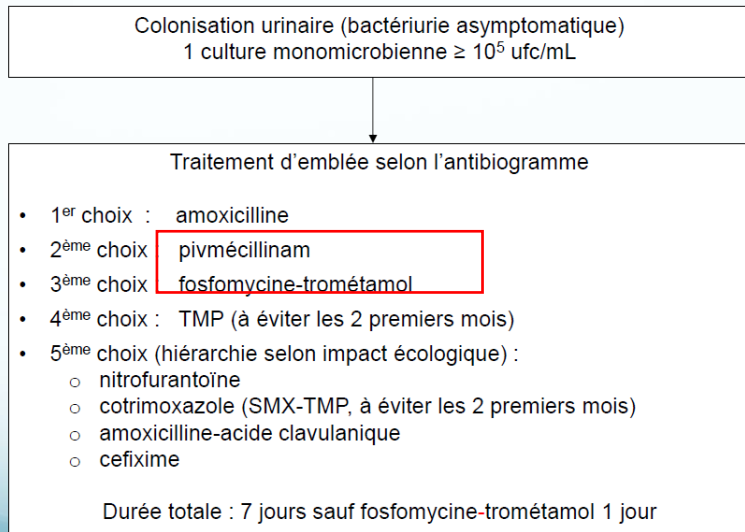 Colonisation urinaire (bactériurie asymptomatique)
1 culture monomicrobienne ≥ 10⁵ ufc/mL
Traitement d'emblée selon l'antibiogramme
• 1er choix : amoxicilline
• 2ème choix : pivmécillinam
• 3ème choix : fosfomycine-trométamol
• 4ème choix : TMP (à éviter les 2 premiers mois)
• 5ème choix (hiérarchie selon impact écologique) :
o nitrofurantoïne
o cotrimoxazole (SMX-TMP, à éviter les 2 premiers mois)
o amoxicilline-acide clavulanique
o cefixime
Durée totale : 7 jours sauf fosfomycine-trométamol 1 jour